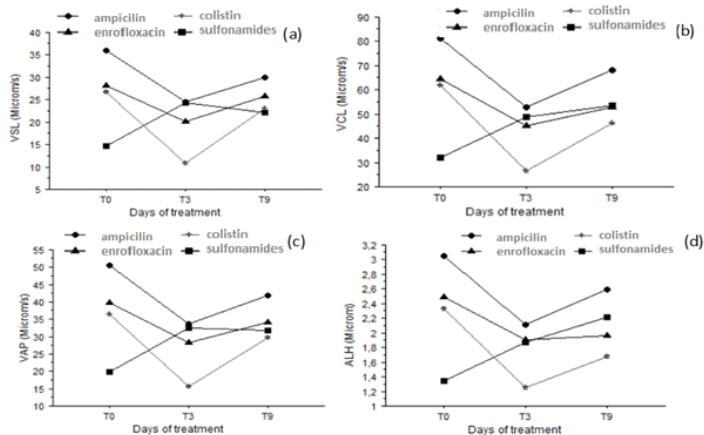 ampicilin colistin
enrofloxacin sulfonamides
(a)
VSL (Microm/s)
40
35
30
25
20
15
10
5
T0 T3 T9
Days of treatment
ampicilin colistin
enrofloxacin sulfonamides
(b)
VCL (Microm/s)
90
80
70
60
50
40
30
20
T0 T3 T9
Days of treatment
ampicilin colistin
enrofloxacin sulfonamides
(c)
VAP (Microm/s)
55
50
45
40
35
30
25
20
15
10
T0 T3 T9
Days of treatment
ampicilin colistin
enrofloxacin sulfonamides
(d)
ALH (Microm)
3,2
3
2,8
2,6
2,4
2,2
2
1,8
1,6
1,4
1,2
1
T0 T3 T9
Days of treatment